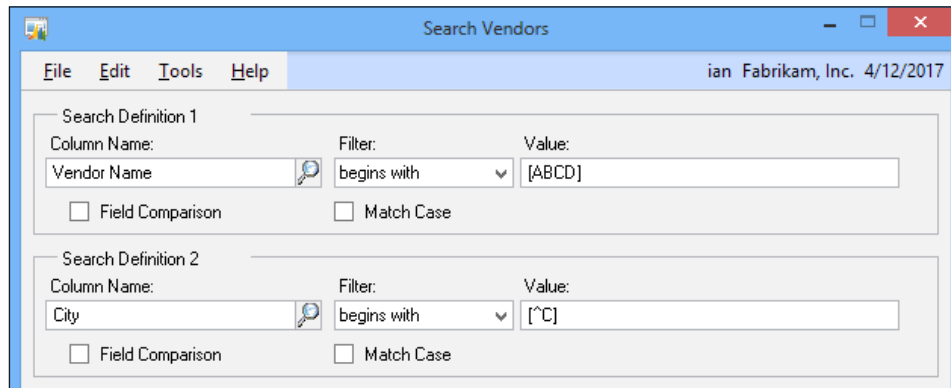 Search Vendors
File Edit Tools Help ian Fabrikam, Inc. 4/12/2017
Search Definition 1
Column Name: Filter: Value:
Vendor Name begins with [ABCD]
Field Comparison Match Case
Search Definition 2
Column Name: Filter: Value:
City begins with [^C]
Field Comparison Match Case